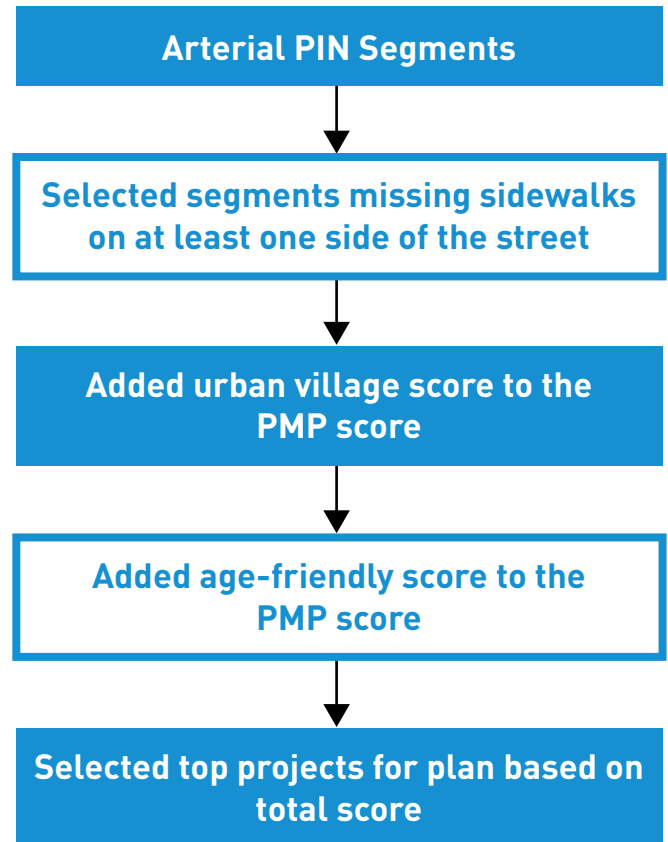 Arterial PIN Segments
Selected segments missing sidewalks
on at least one side of the street
Added urban village score to the
PMP score
Added age-friendly score to the
PMP score
Selected top projects for plan based on
total score